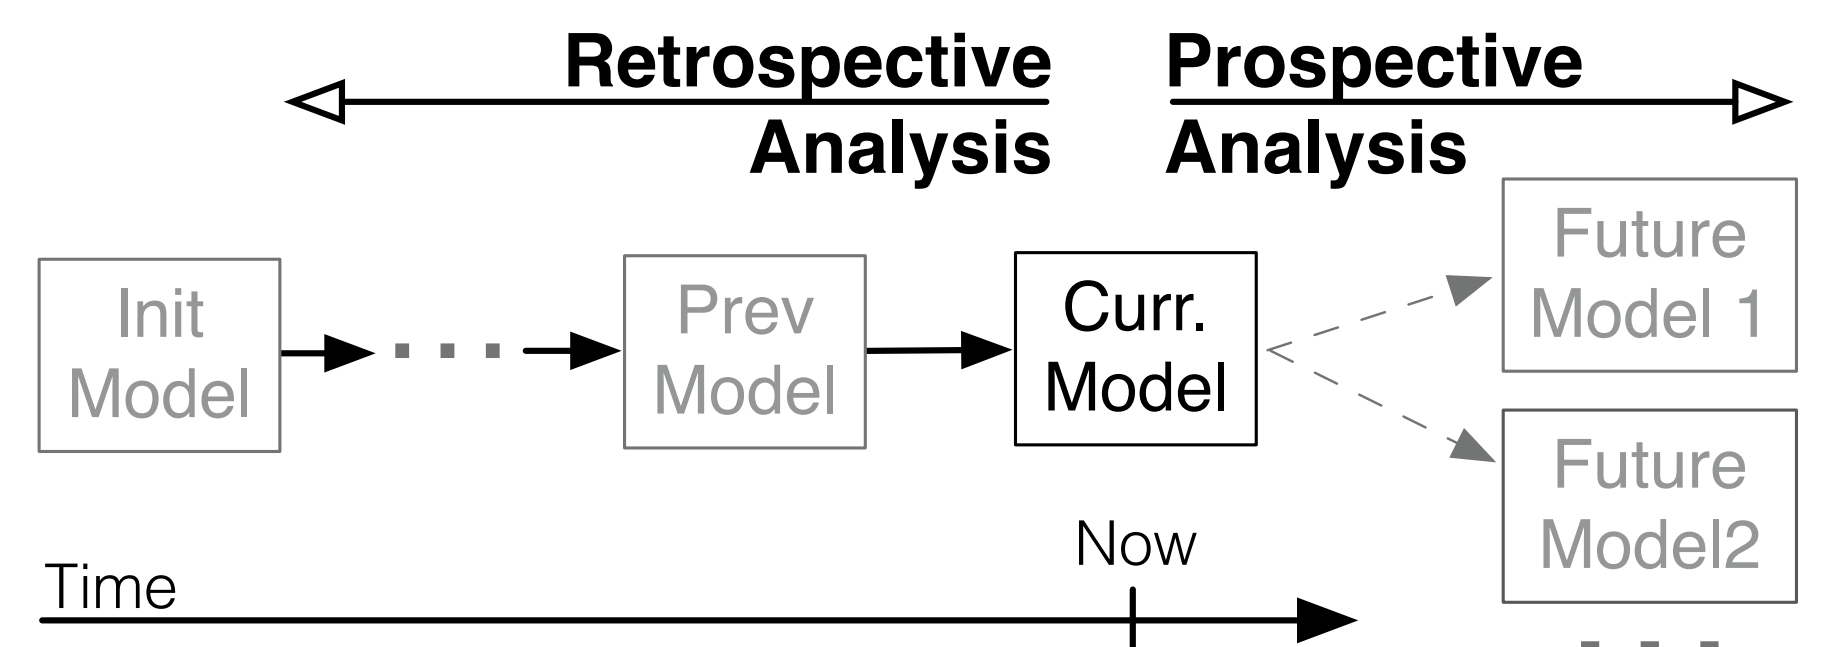 Retrospective
Analysis
Prospective
Analysis
Init
Model
. . .
Prev
Model
Curr.
Model
Future
Model 1
Future
Model2
. . .
Now
Time